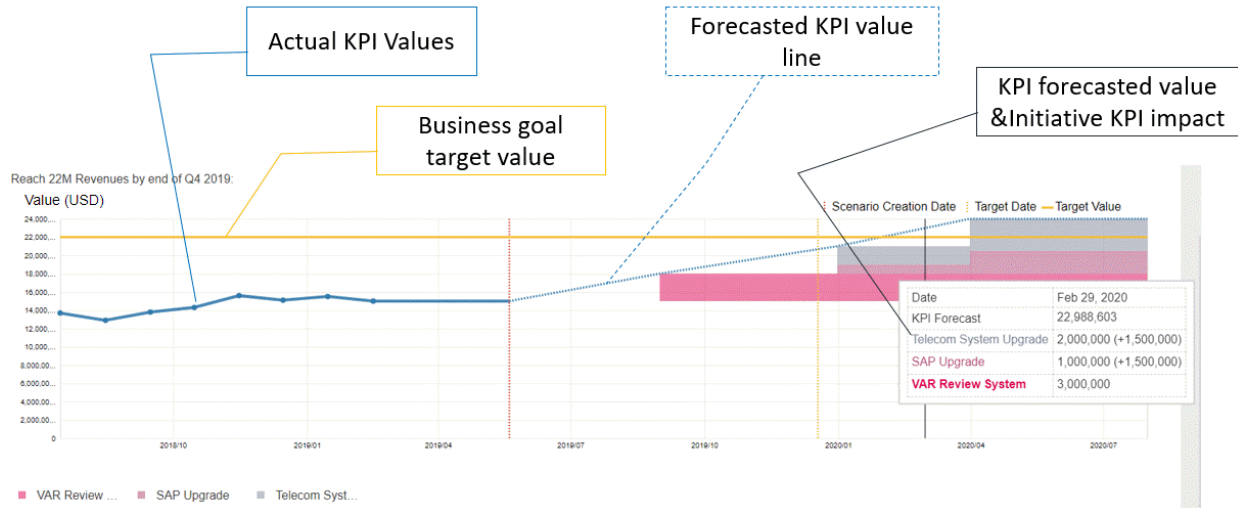 Actual KPI Values
Forecasted KPI value
line
KPI forecasted value
&Initiative KPI impact
Business goal
target value
Reach 22M Revenues by end of Q4 2019:
Value (USD)
Scenario Creation Date
Target Date
Target Value
24.000,...
22.000,...
20.000,...
18.000,...
16.000,...
14.000,...
12.000,...
10.000,...
8.000.00...
6.000.00...
4.000.00...
2.000.00...
0
2018/10
2019/01
2019/04
2019/07
2019/10
2020/01
2020/04
2020/07
Date Feb 29, 2020
KPI Forecast 22,988,603
Telecom System Upgrade 2,000,000 (+1,500,000)
SAP Upgrade 1,000,000 (+1,500,000)
VAR Review System 3,000,000
VAR Review ...
SAP Upgrade
Telecom Syst...